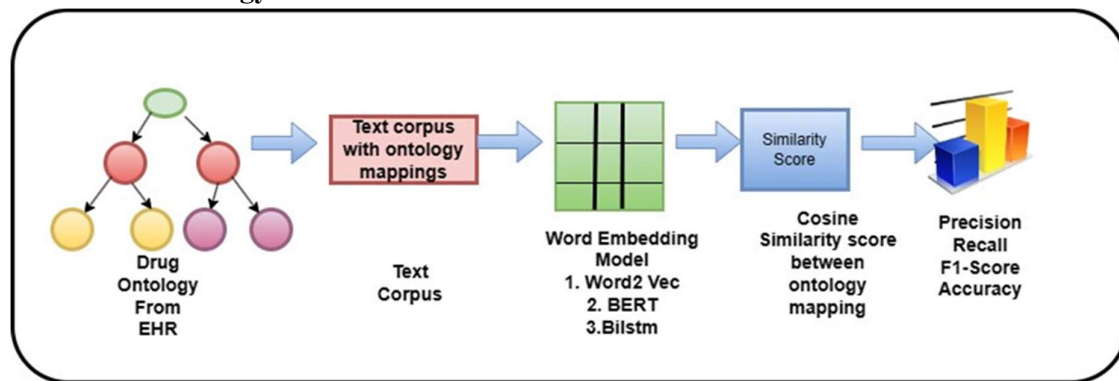 Text corpus
with ontology
mappings
Similarity
Score
Drug
Ontology
From
EHR
Text
Corpus
Word Embedding
Model
1. Word2 Vec
2. BERT
3.Bilstm
Cosine
Similarity score
between
ontology
mapping
Precision
Recall
F1-Score
Accuracy